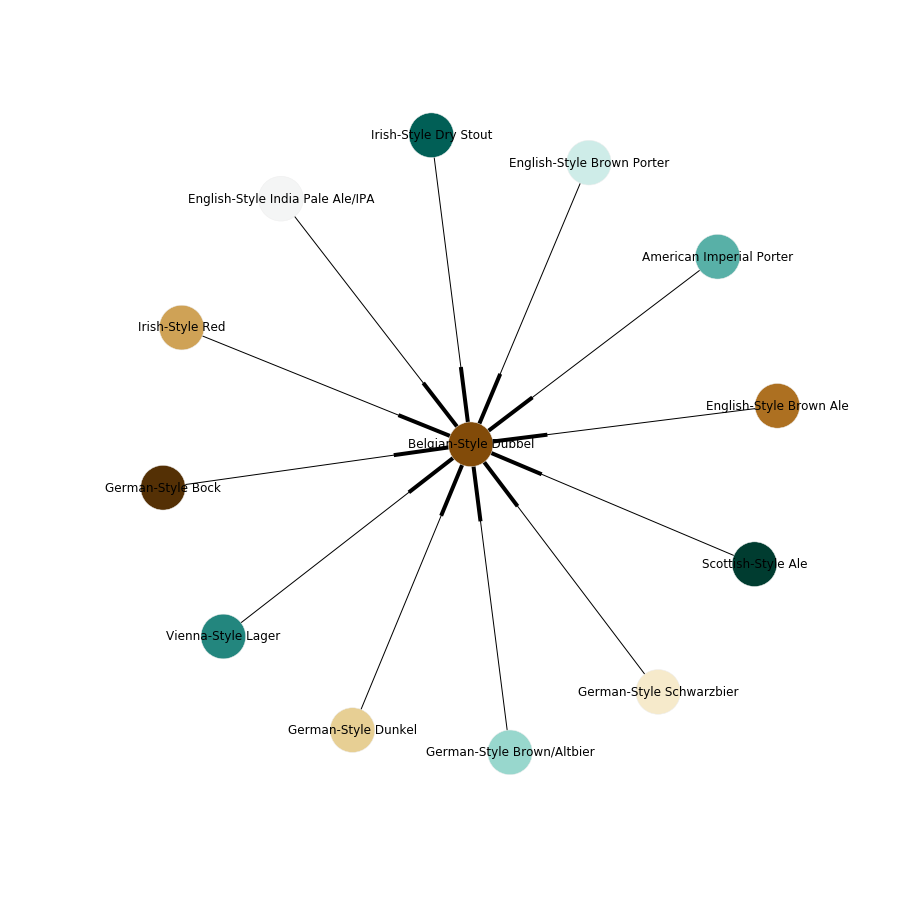 Irish-Style Dry Stout
English-Style Brown Porter
English-Style India Pale Ale/IPA
American Imperial Porter
Irish-Style Red
English-Style Brown Ale
Belgian-Style Dubbel
German-Style Bock
Scottish-Style Ale
Vienna-Style Lager
German-Style Schwarzbier
German-Style Dunkel
German-Style Brown/Altbier